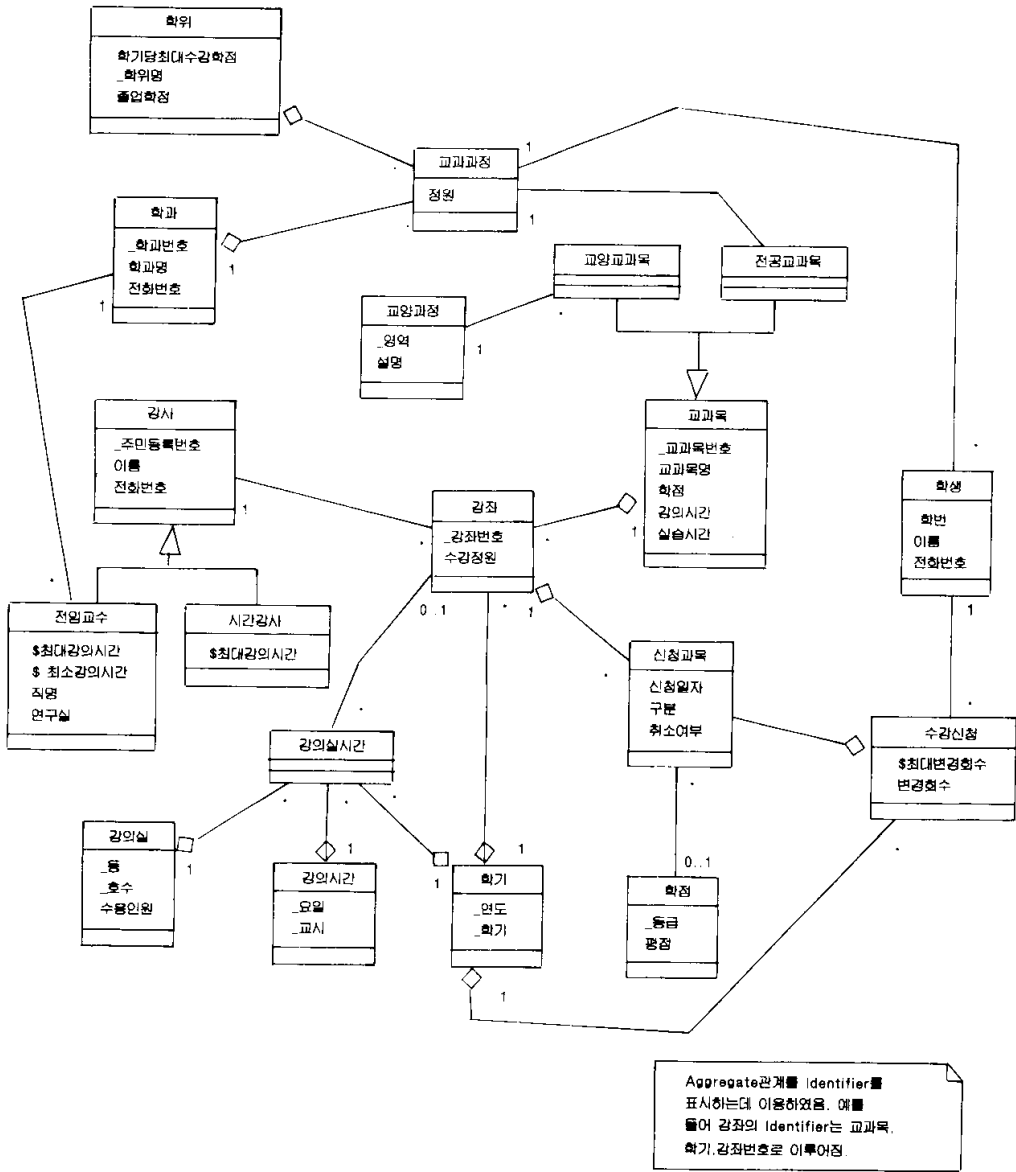 학위
학기당최대수강학점
_학위명
졸업학점
1
교과과정
정원
1
학과
_학과번호
학과명
전화번호
1
1
교양교과목
전공교과목
교양과정
_영역
설명
1
강사
_주민등록번호
이름
전화번호
1
교과목
_교과목번호
교과목명
학점
강의시간
실습시간
1
학생
_학번
이름
전화번호
1
강좌
_강좌번호
수강정원
0..1
1
전임교수
$최대강의시간
$ 최소강의시간
직명
연구실
시간강사
$최대강의시간
신청과목
신청일자
구분
취소여부
수강신청
$최대변경회수
변경회수
강의실시간
강의실
_동
_호수
수용인원
1
강의시간
_요일
_교시
1
1
학기
_연도
_학기
1
1
0..1
학점
_등급
평점
Aggregate관계를 Identifier를
표시하는데 이용하였음. 예를
들어 강좌의 Identifier는 교과목,
학기,강좌번호로 이루어짐.